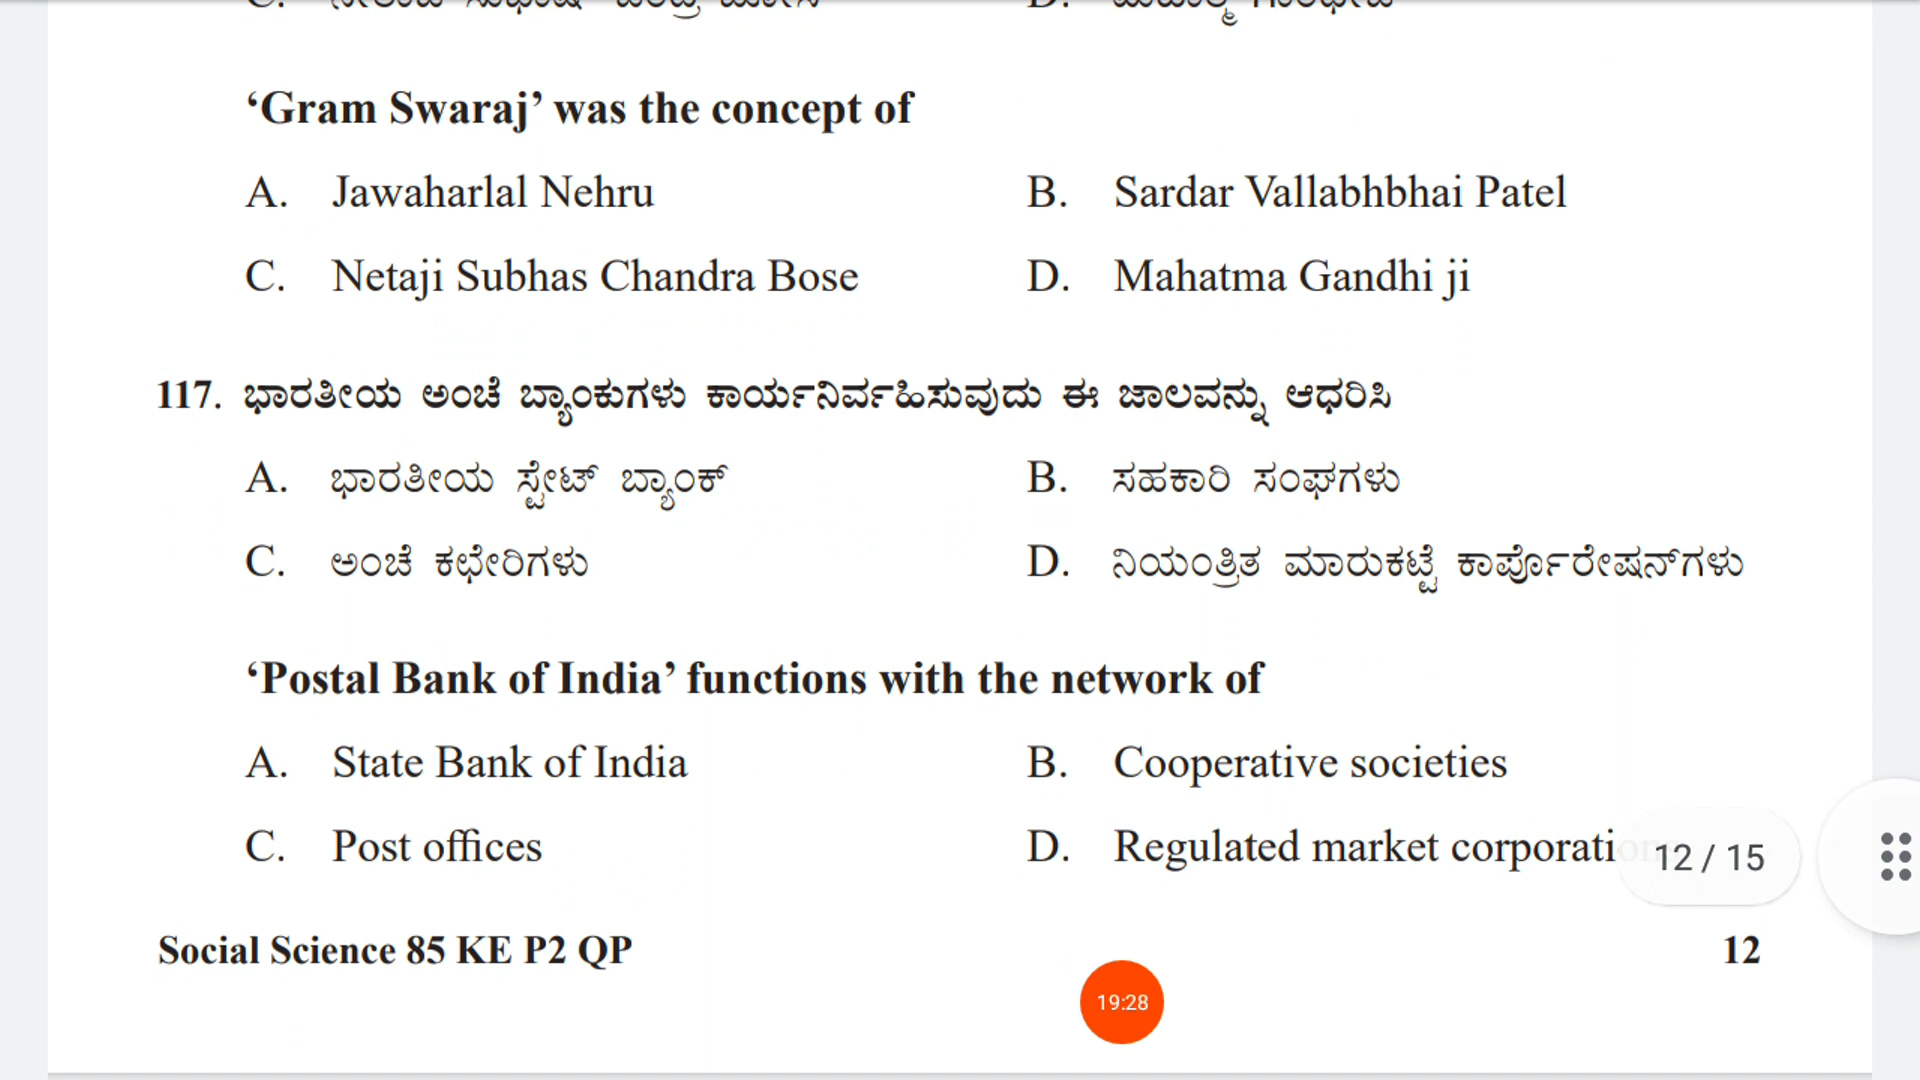 ‘Gram Swaraj’ was the concept of
A. Jawaharlal Nehru B. Sardar Vallabhbhai Patel
C. Netaji Subhas Chandra Bose D. Mahatma Gandhi ji
117. ಭಾರತೀಯ ಅಂಚೆ ಬ್ಯಾಂಕುಗಳು ಕಾರ್ಯನಿರ್ವಹಿಸುವುದು ಈ ಜಾಲವನ್ನು ಆಧರಿಸಿ
A. ಭಾರತೀಯ ಸ್ಟೇಟ್ ಬ್ಯಾಂಕ್ B. ಸಹಕಾರಿ ಸಂಘಗಳು
C. ಅಂಚೆ ಕಛೇರಿಗಳು D. ನಿಯಂತ್ರಿತ ಮಾರುಕಟ್ಟೆ ಕಾರ್ಪೊರೇಷನ್‌ಗಳು
‘Postal Bank of India’ functions with the network of
A. State Bank of India B. Cooperative societies
C. Post offices D. Regulated market
12 / 15
Social Science 85 KE P2 QP 12
19:28